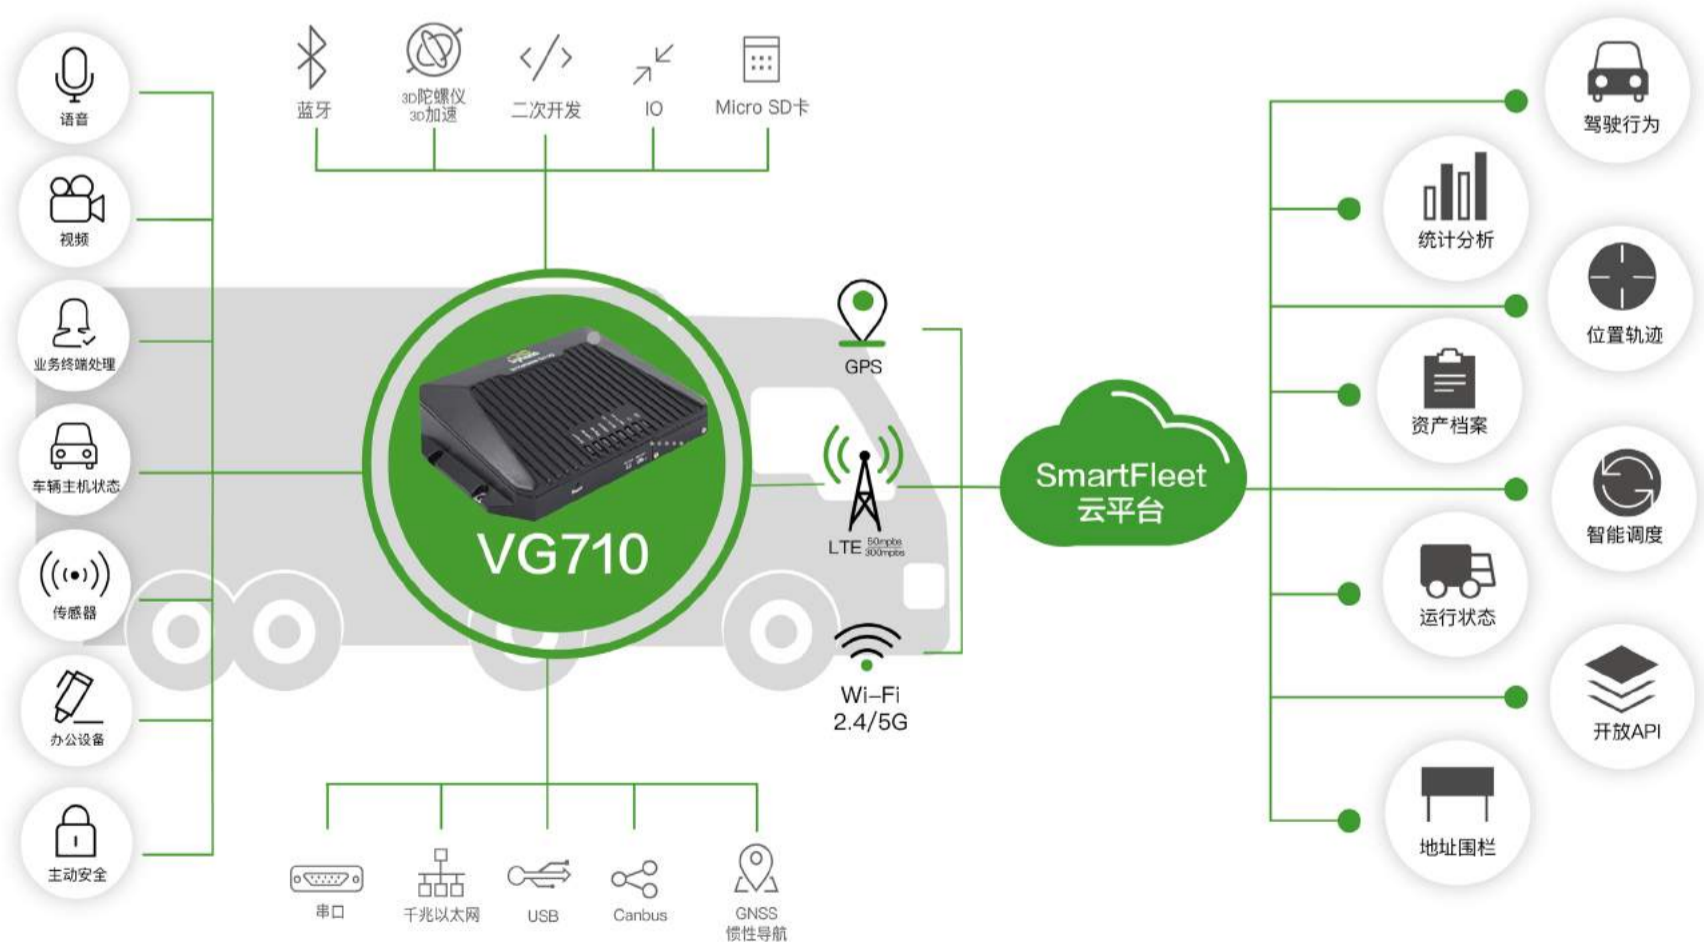 语音
视频
业务终端处理
车辆主机状态
传感器
办公设备
主动安全
蓝牙
3D陀螺仪
3D加速
二次开发
IO
Micro SD卡
VG710
串口
千兆以太网
USB
Canbus
GNSS
惯性导航
GPS
LTE 50mpbs
300mpbs
Wi-Fi
2.4/5G
SmartFleet
云平台
驾驶行为
统计分析
位置轨迹
资产档案
智能调度
运行状态
开放API
地址围栏